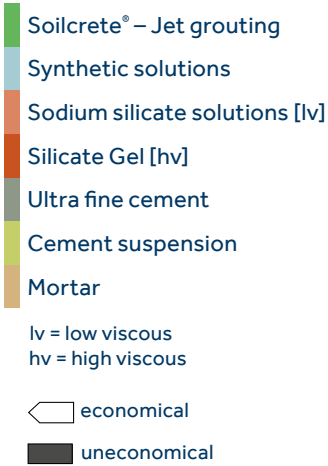 Soilcrete® – Jet grouting
Synthetic solutions
Sodium silicate solutions [lv]
Silicate Gel [hv]
Ultra fine cement
Cement suspension
Mortar
lv = low viscous
hv = high viscous
economical
uneconomical